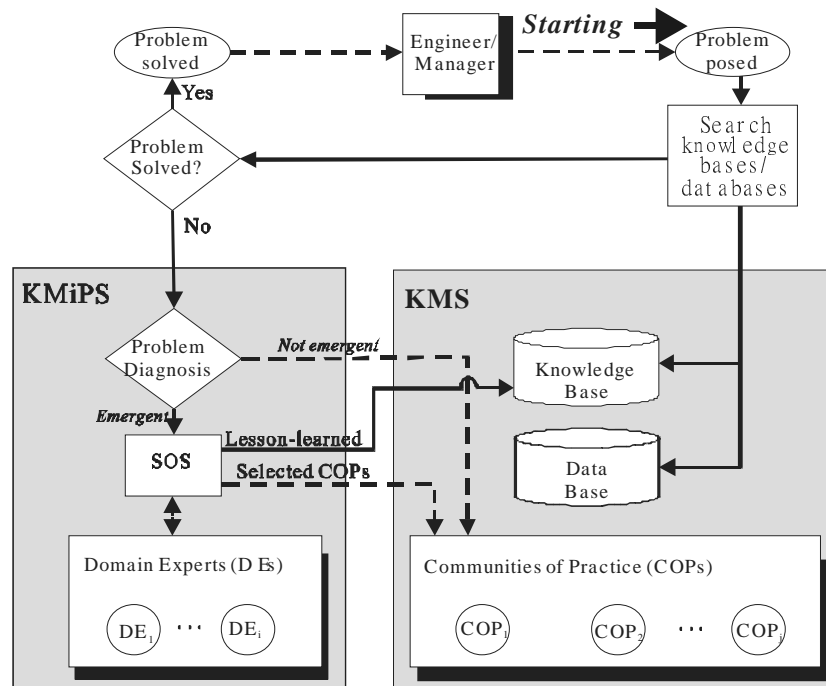 Problem
solved
Engineer/
Manager
Starting
Problem
posed
Yes
Problem
Solved?
Search
knowledge
bases/
databases
No
KMiPS
KMS
Problem
Diagnosis
Not emergent
Knowledge
Base
Emergent
SOS
Lesson-learned
Selected COPs
Data
Base
Domain Experts (DEs)
DE1 ... DEi
Communities of Practice (COPs)
COP1 COP2 ... COPj